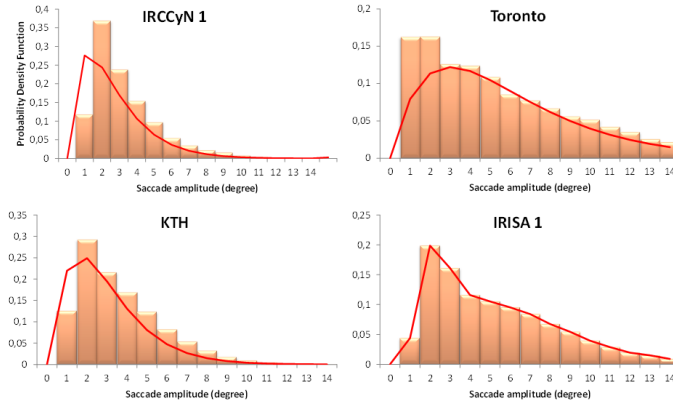 IRCCyN 1
Probability Density Function
0,4
0,35
0,3
0,25
0,2
0,15
0,1
0,05
0
0 1 2 3 4 5 6 7 8 9 10 11 12 13 14
Saccade amplitude (degree)
Toronto
0,2
0,15
0,1
0,05
0
0 1 2 3 4 5 6 7 8 9 10 11 12 13 14
Saccade amplitude (degree)
KTH
0,35
0,3
0,25
0,2
0,15
0,1
0,05
0
0 1 2 3 4 5 6 7 8 9 10 11 12 13 14
Saccade amplitude (degree)
IRISA 1
0,25
0,2
0,15
0,1
0,05
0
0 1 2 3 4 5 6 7 8 9 10 11 12 13 14
Saccade amplitude (degree)